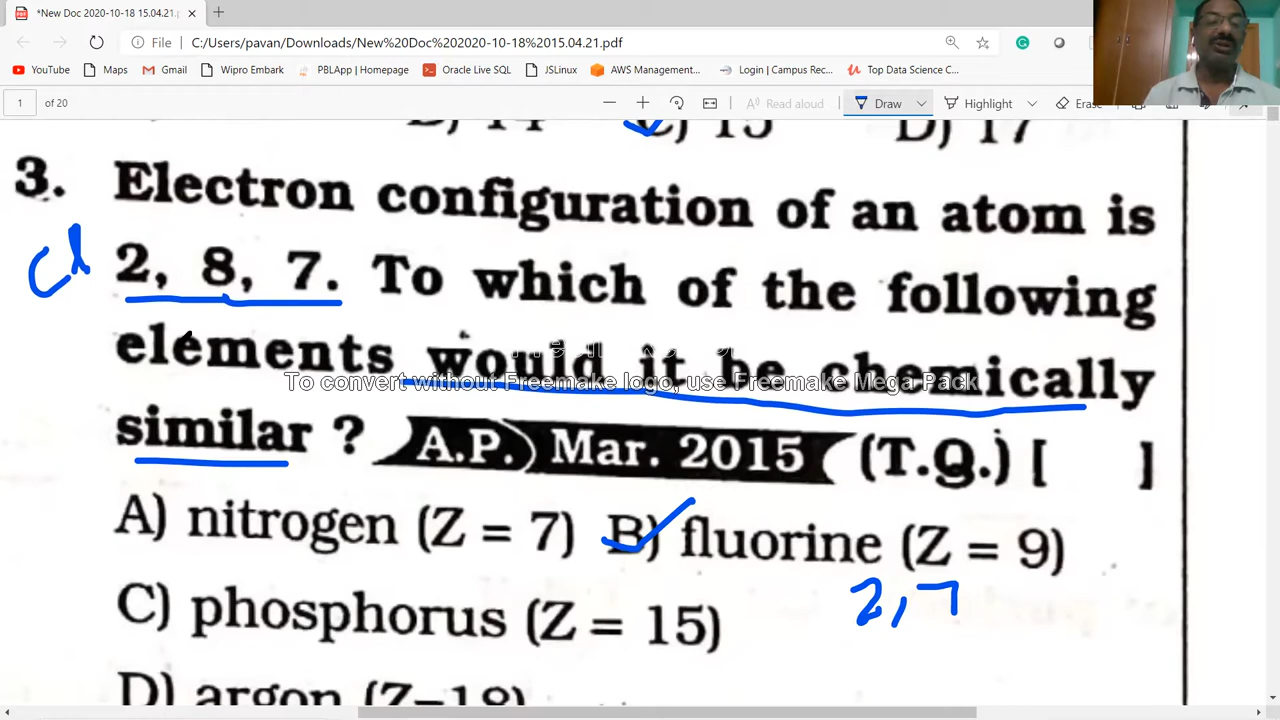 *New Doc 2020-10-18 15.04.21.
File C:/Users/pavan/Downloads/New%20Doc%202020-10-18%2015.04.21.pdf
YouTube Maps Gmail Wipro Embark PBLApp | Homepage Oracle Live SQL JSLinux AWS Management... Login | Campus Rec... Top Data Science C...
1 of 20 Read aloud Draw Highlight Erase
C) 15 D) 17
3. Electron configuration of an atom is
Cl 2, 8, 7. To which of the following
elements would it be chemically
To convert without Freemake logo, use Freemake Mega Pack
similar ? A.P. Mar. 2015 (T.Q.) [ ]
A) nitrogen (Z = 7) B) fluorine (Z = 9)
2, 7
C) phosphorus (Z = 15)
D) argon (Z=18)